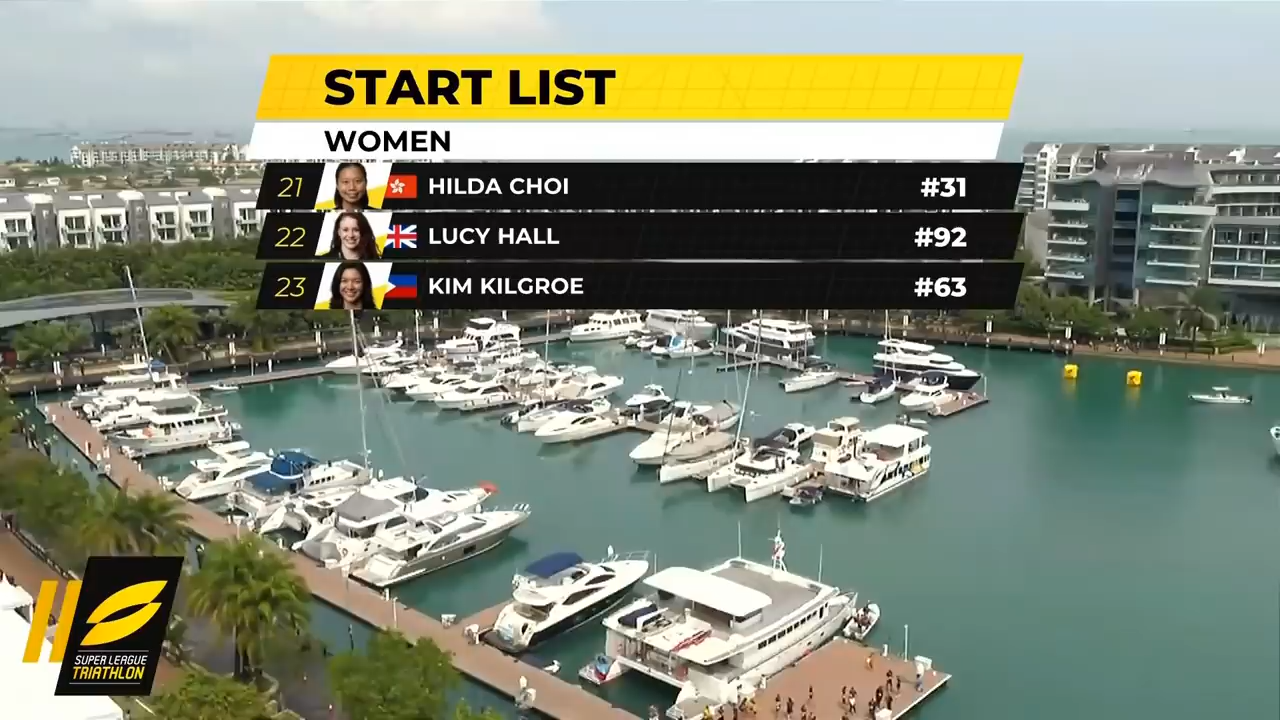 START LIST
WOMEN
21 HILDA CHOI #31
22 LUCY HALL #92
23 KIM KILGROE #63
SUPER LEAGUE
TRIATHLON